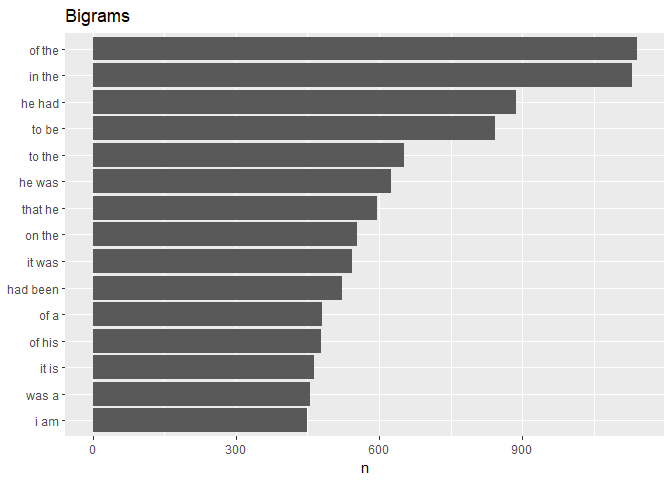 Bigrams
of the
in the
he had
to be
to the
he was
that he
on the
it was
had been
of a
of his
it is
was a
i am
0 300 600 900
n